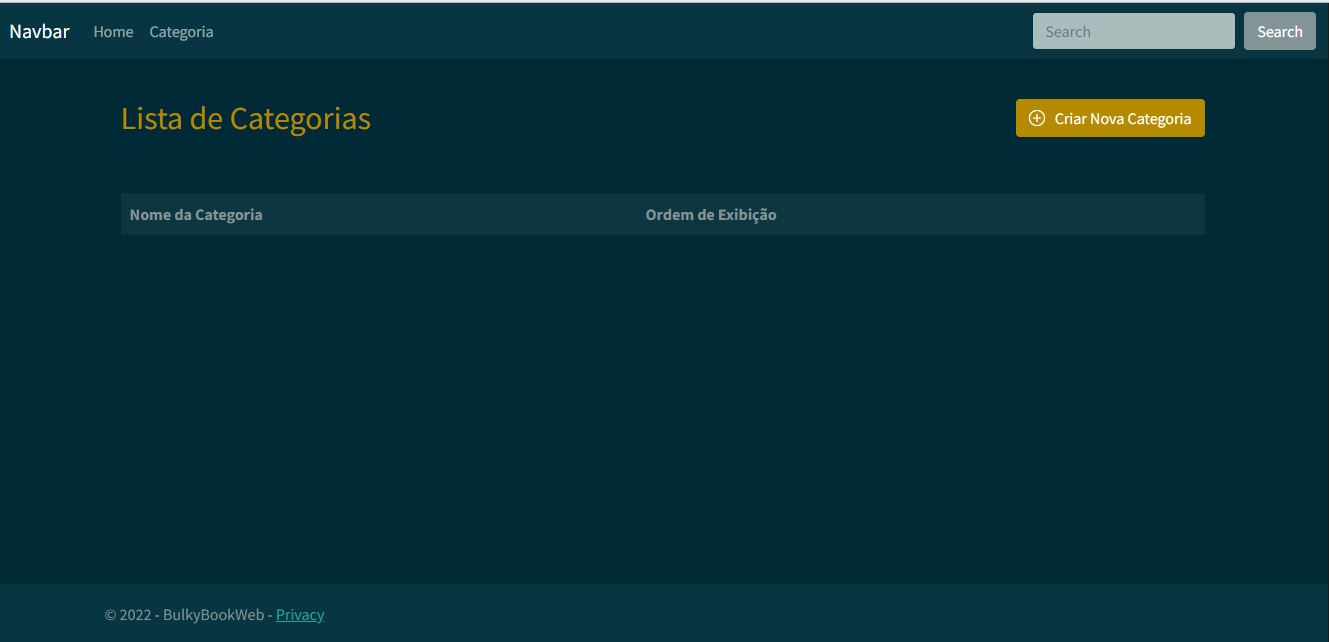 Navbar Home Categoria Search Search
Lista de Categorias Criar Nova Categoria
Nome da Categoria Ordem de Exibição
© 2022 - BulkyBookWeb - Privacy